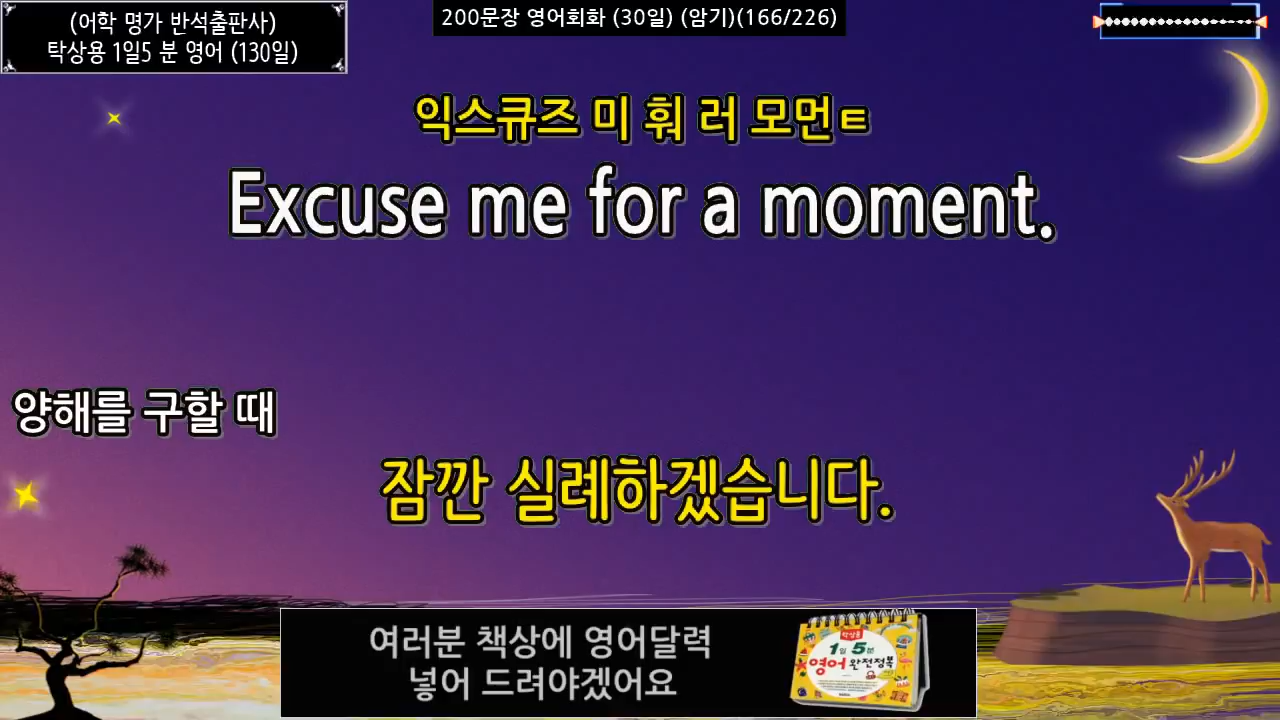 (어학 명가 반석출판사)
탁상용 1일5 분 영어 (130일)
200문장 영어회화 (30일) (암기)(166/226)
익스큐즈 미 훠 러 모먼ㅌ
Excuse me for a moment.
양해를 구할 때
잠깐 실례하겠습니다.
여러분 책상에 영어달력
넣어 드려야겠어요
탁상용
1일 5분
영어 완전정복